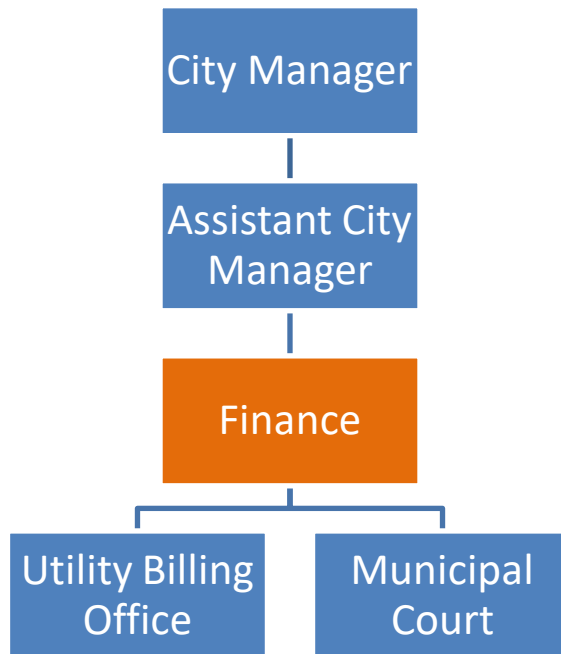 City Manager
Assistant City
Manager
Finance
Utility Billing
Office
Municipal
Court